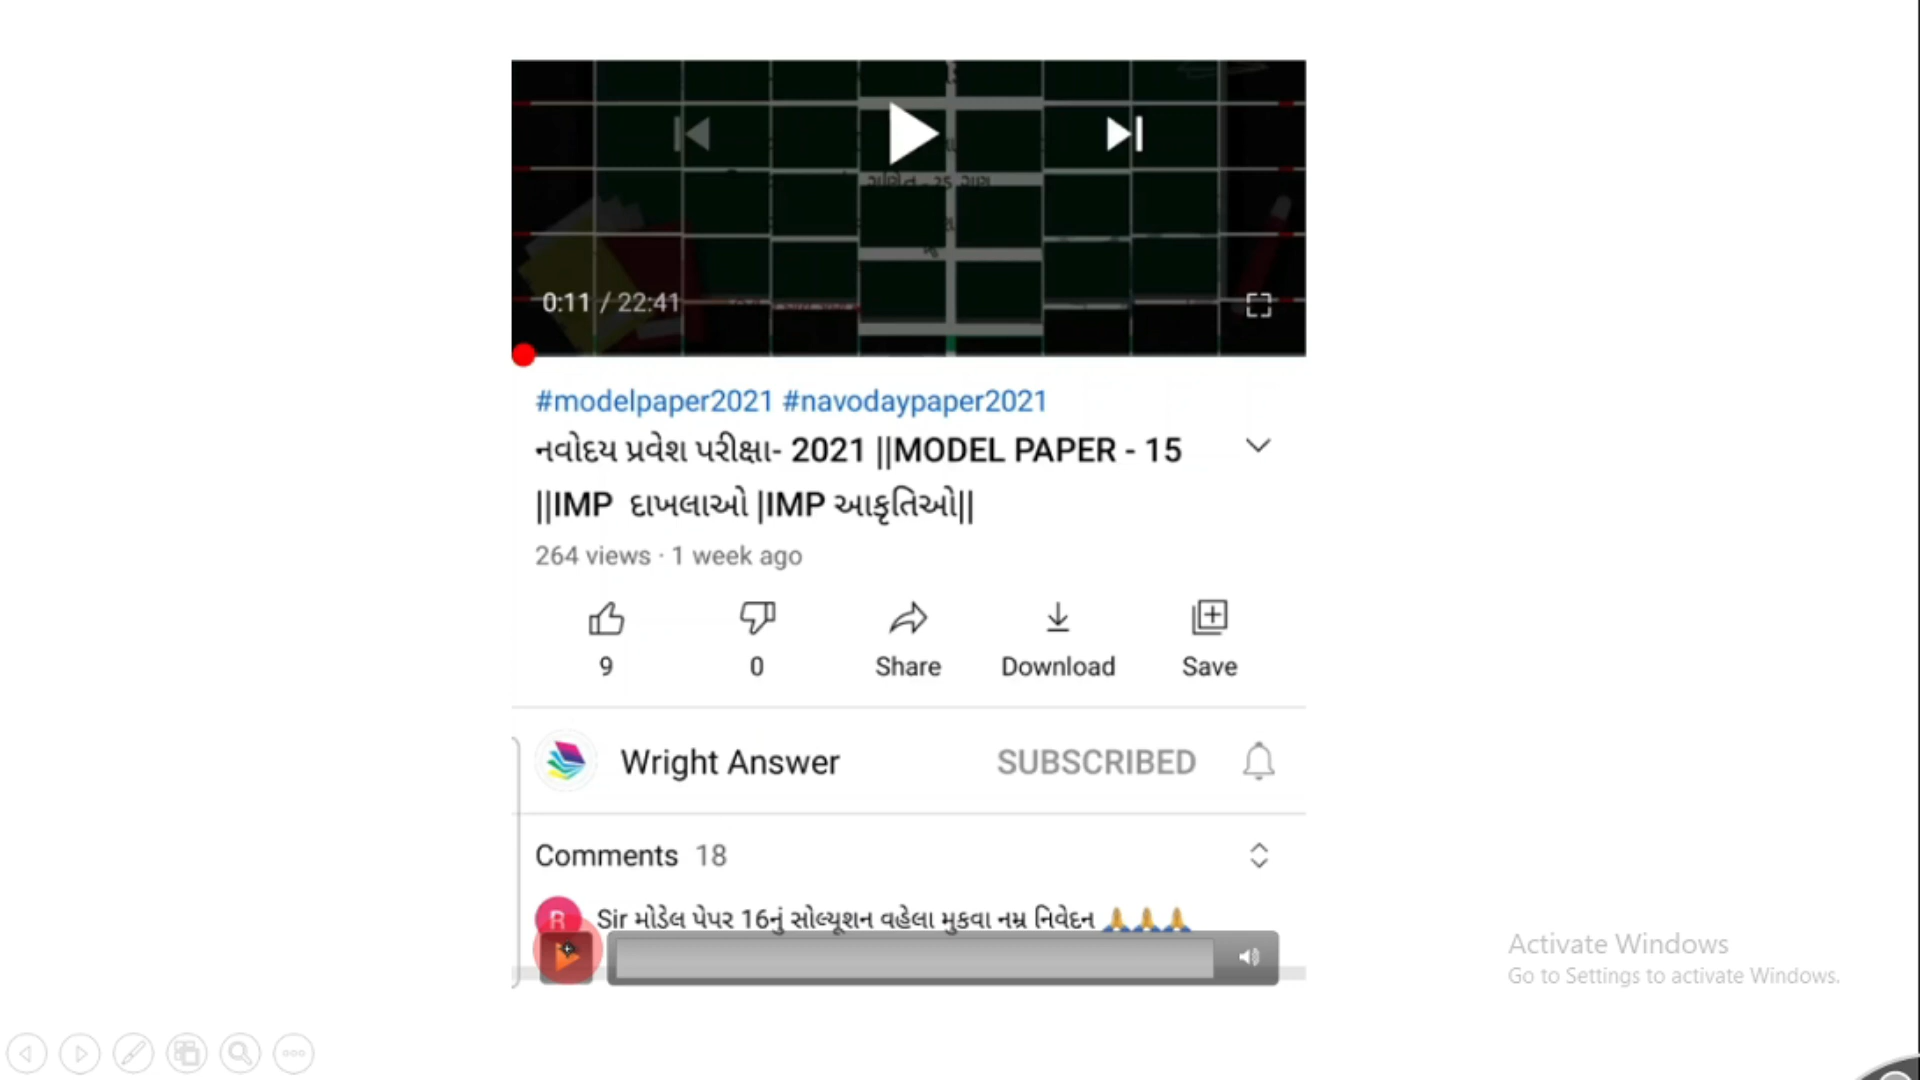 ગણિત - 25 ગુણ
0:11 / 22:41
#modelpaper2021 #navodaypaper2021
નવોદય પ્રવેશ પરીક્ષા- 2021 ||MODEL PAPER - 15
||IMP દાખલાઓ |IMP આકૃતિઓ||
264 views · 1 week ago
9 0 Share Download Save
Wright Answer SUBSCRIBED
Comments 18
R Sir મોડેલ પેપર 16નું સોલ્યૂશન વહેલા મુકવા નમ્ર નિવેદન 🙏🙏🙏
Activate Windows
Go to Settings to activate Windows.